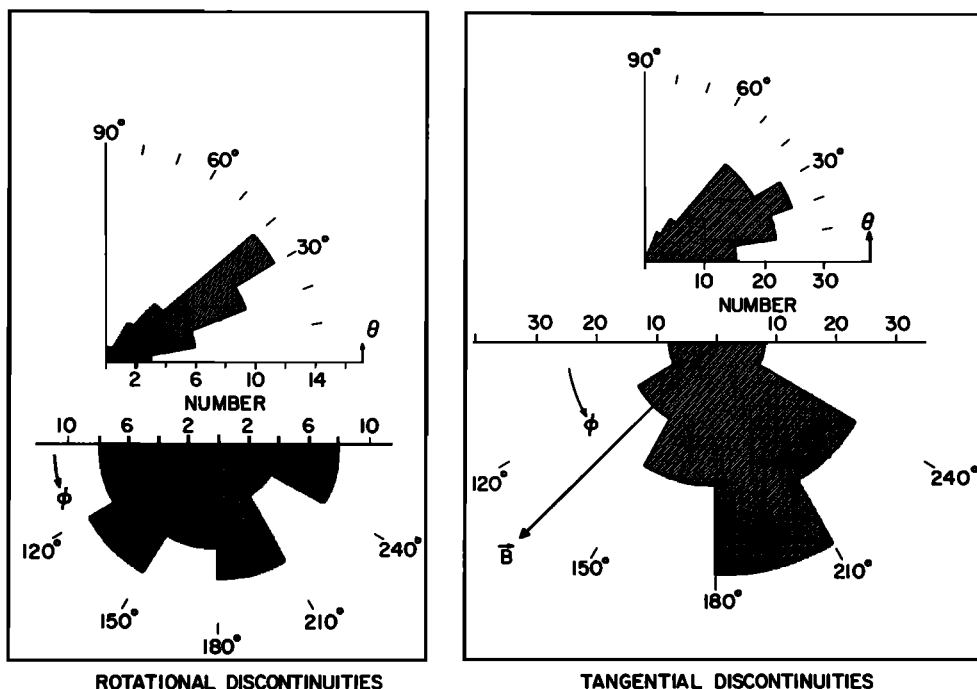 90°
60°
30°
θ
2 6 10 14
NUMBER
10 6 2 2 6 10
ϕ
120° 240°
150° 210°
180°
ROTATIONAL DISCONTINUITIES
90°
60°
30°
θ
10 20 30
NUMBER
30 20 10 10 20 30
ϕ
120° 240°
B⃗ 150° 210°
180°
TANGENTIAL DISCONTINUITIES